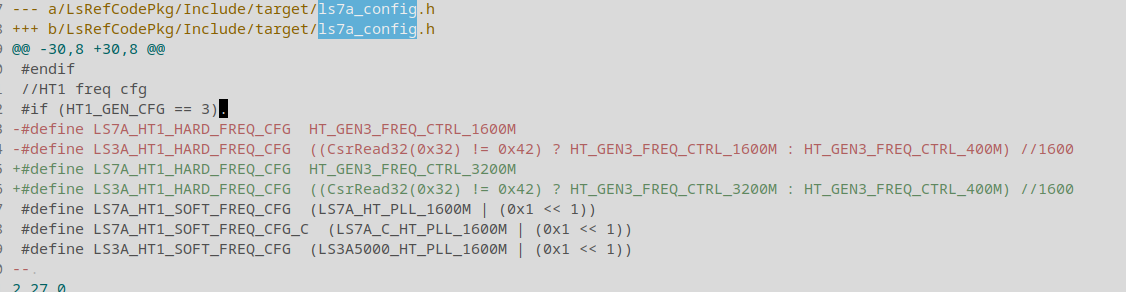 --- a/LsRefCodePkg/Include/target/ls7a_config.h
+++ b/LsRefCodePkg/Include/target/ls7a_config.h
@@ -30,8 +30,8 @@
 #endif
 //HT1 freq cfg
 #if (HT1_GEN_CFG == 3).
-#define LS7A_HT1_HARD_FREQ_CFG  HT_GEN3_FREQ_CTRL_1600M
-#define LS3A_HT1_HARD_FREQ_CFG  ((CsrRead32(0x32) != 0x42) ? HT_GEN3_FREQ_CTRL_1600M : HT_GEN3_FREQ_CTRL_400M) //1600
+#define LS7A_HT1_HARD_FREQ_CFG  HT_GEN3_FREQ_CTRL_3200M
+#define LS3A_HT1_HARD_FREQ_CFG  ((CsrRead32(0x32) != 0x42) ? HT_GEN3_FREQ_CTRL_3200M : HT_GEN3_FREQ_CTRL_400M) //1600
 #define LS7A_HT1_SOFT_FREQ_CFG  (LS7A_HT_PLL_1600M | (0x1 << 1))
 #define LS7A_HT1_SOFT_FREQ_CFG_C  (LS7A_C_HT_PLL_1600M | (0x1 << 1))
 #define LS3A_HT1_SOFT_FREQ_CFG  (LS3A5000_HT_PLL_1600M | (0x1 << 1))
--.
2.27.0